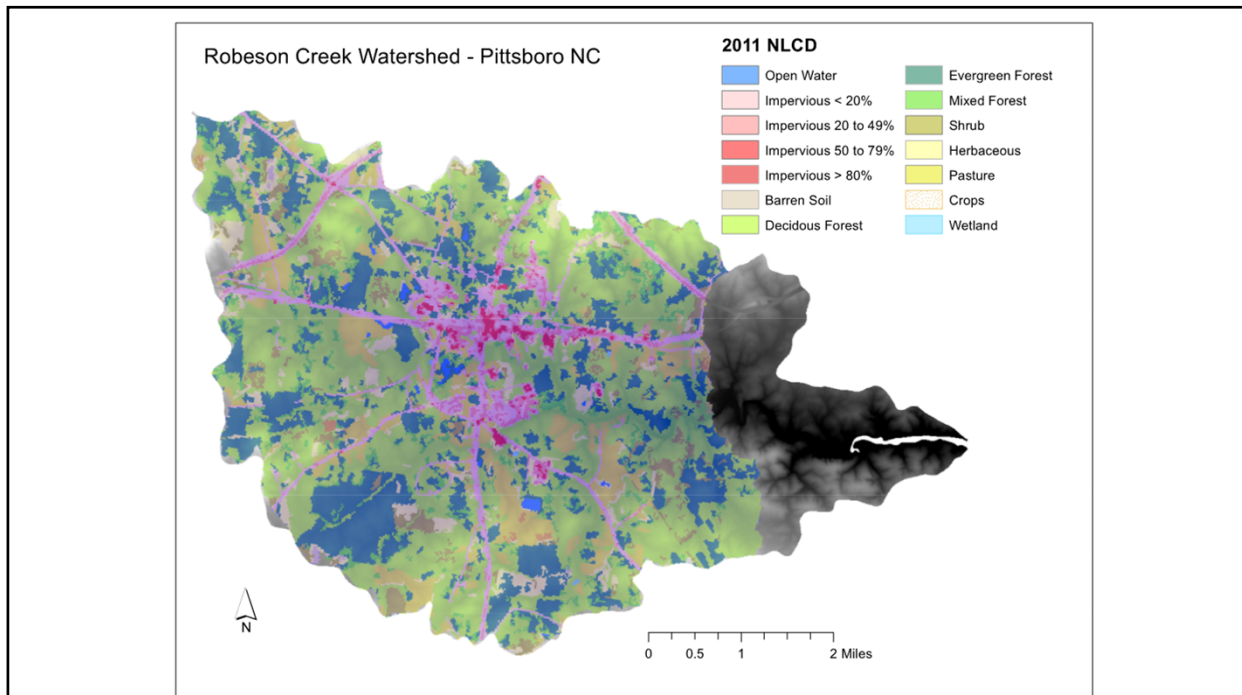 Robeson Creek Watershed - Pittsboro NC
2011 NLCD
Open Water
Impervious < 20%
Impervious 20 to 49%
Impervious 50 to 79%
Impervious > 80%
Barren Soil
Decidous Forest
Evergreen Forest
Mixed Forest
Shrub
Herbaceous
Pasture
Crops
Wetland
N
0 0.5 1 2 Miles